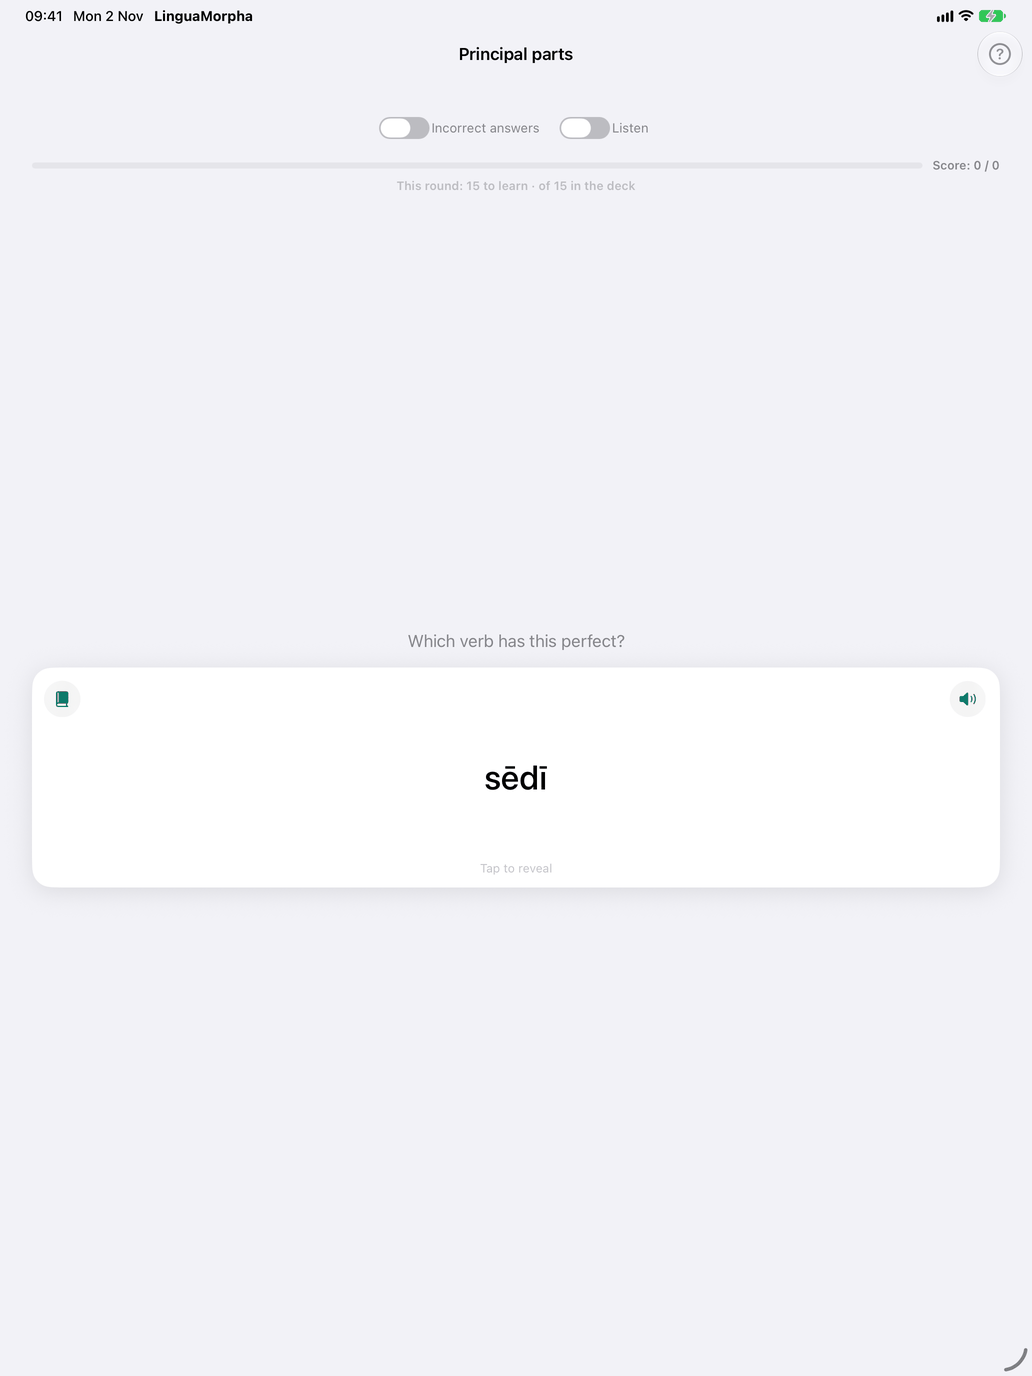 09:41 Mon 2 Nov LinguaMorpha
Principal parts
?
Incorrect answers Listen
Score: 0 / 0
This round: 15 to learn · of 15 in the deck
Which verb has this perfect?
sēdī
Tap to reveal